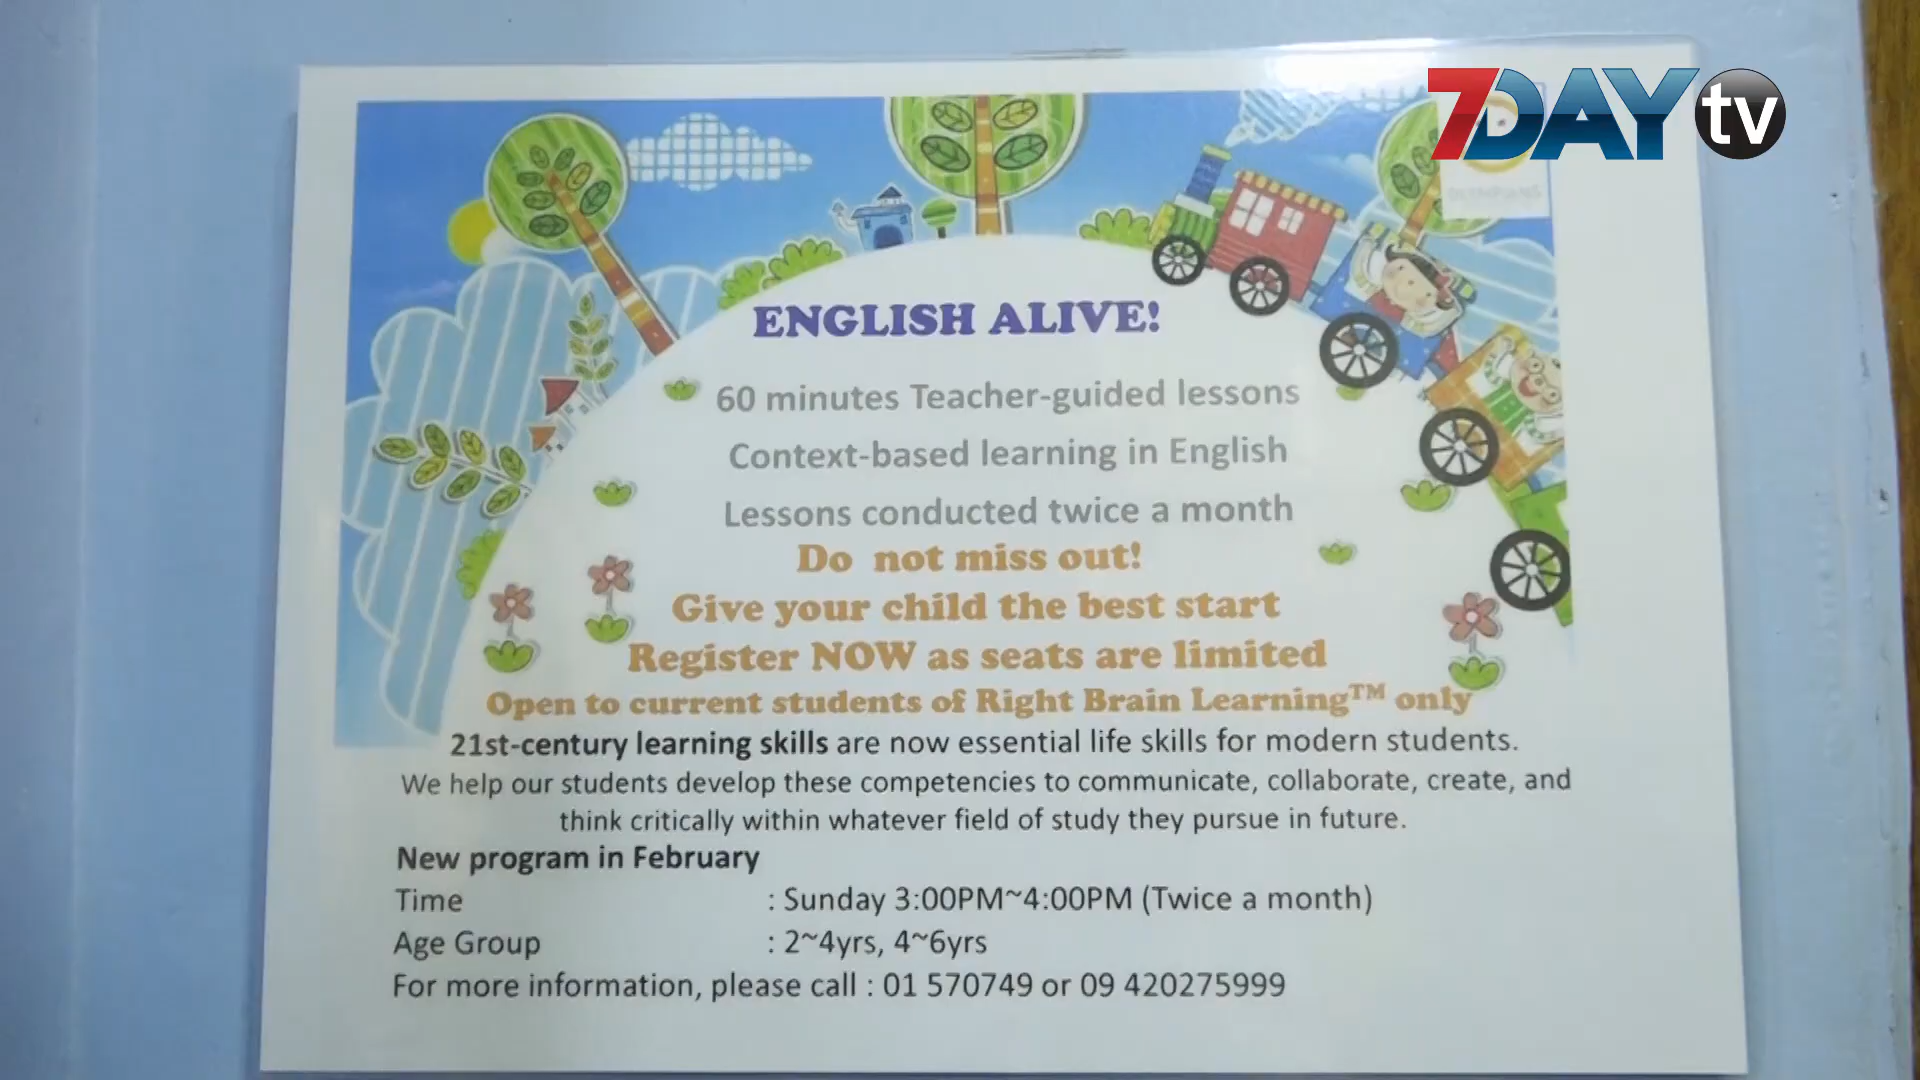 7DAY tv
ENGLISH ALIVE!
60 minutes Teacher-guided lessons
Context-based learning in English
Lessons conducted twice a month
Do not miss out!
Give your child the best start
Register NOW as seats are limited
Open to current students of Right Brain Learning™ only
21st-century learning skills are now essential life skills for modern students.
We help our students develop these competencies to communicate, collaborate, create, and
think critically within whatever field of study they pursue in future.
New program in February
Time : Sunday 3:00PM~4:00PM (Twice a month)
Age Group : 2~4yrs, 4~6yrs
For more information, please call : 01 570749 or 09 420275999